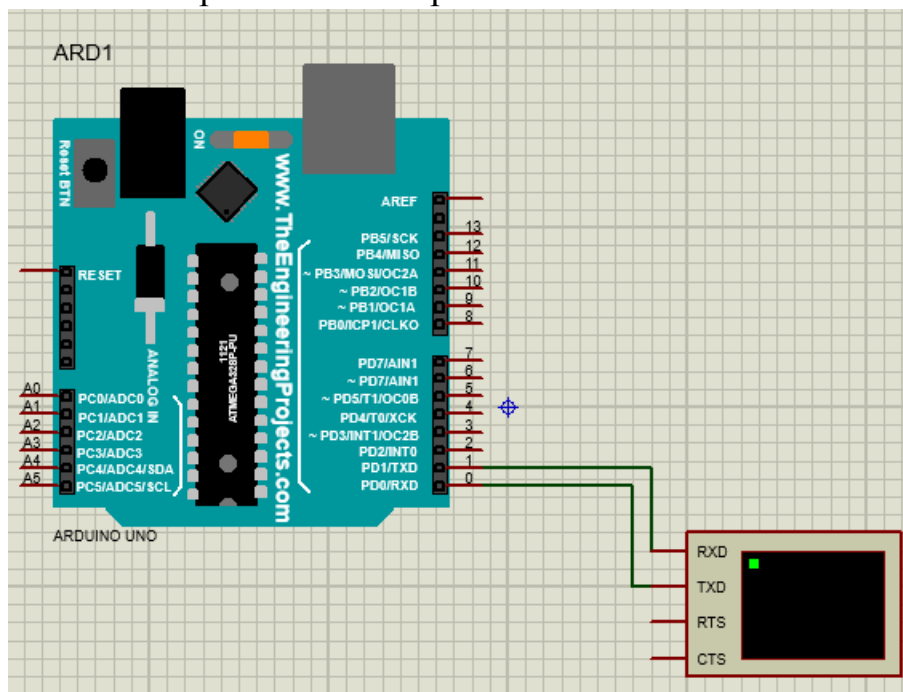 ARD1
ON
Reset BTN
www.TheEngineeringProjects.com
AREF
PB5/SCK 13
PB4/MISO 12
~ PB3/MOSI/OC2A 11
~ PB2/OC1B 10
~ PB1/OC1A 9
PB0/ICP1/CLKO 8
RESET
1121
ATMEGA328P-PU
ANALOG IN
PD7/AIN1 7
~ PD7/AIN1 6
~ PD5/T1/OC0B 5
PD4/T0/XCK 4
~ PD3/INT1/OC2B 3
PD2/INT0 2
PD1/TXD 1
PD0/RXD 0
A0 PC0/ADC0
A1 PC1/ADC1
A2 PC2/ADC2
A3 PC3/ADC3
A4 PC4/ADC4/SDA
A5 PC5/ADC5/SCL
ARDUINO UNO
RXD
TXD
RTS
CTS